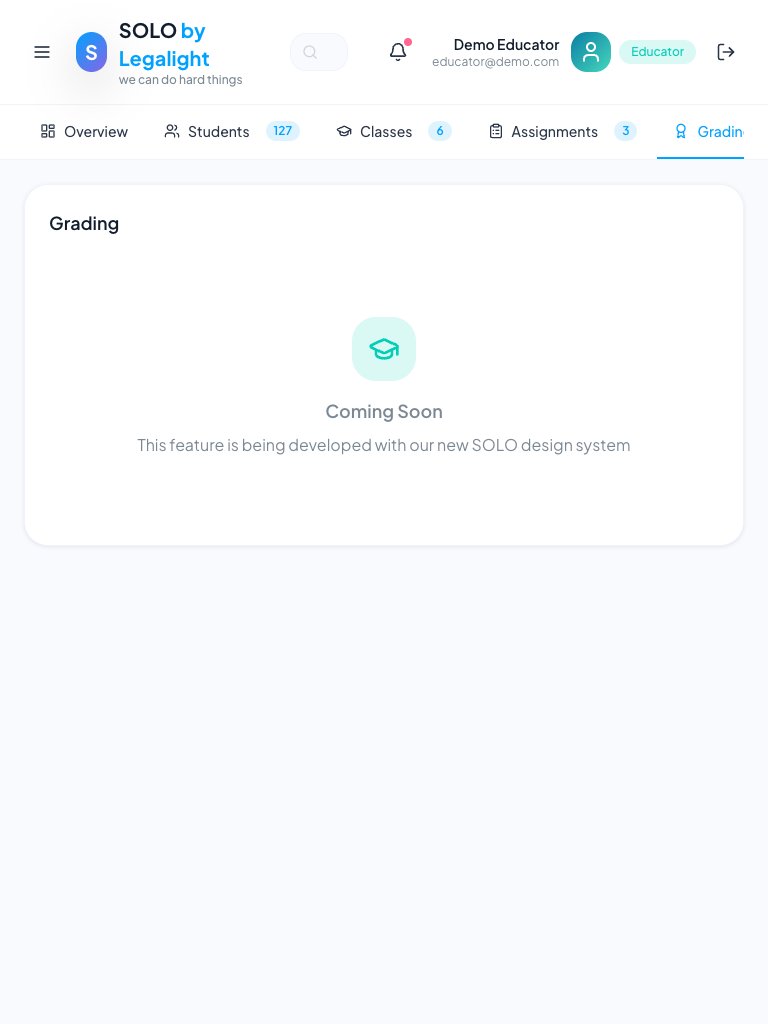 S
SOLO by
Legalight
we can do hard things
Demo Educator
educator@demo.com
Educator
Overview
Students 127
Classes 6
Assignments 3
Gradin
Grading
Coming Soon
This feature is being developed with our new SOLO design system